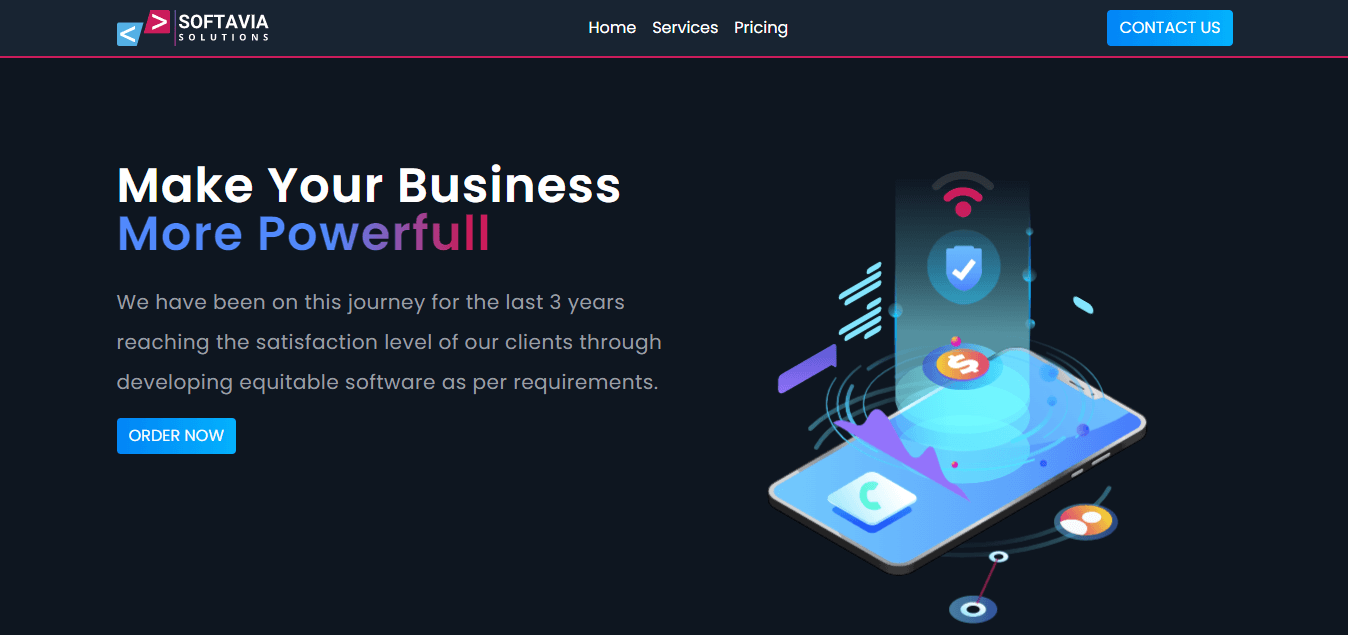 SOFTAVIA
SOLUTIONS
Home Services Pricing
CONTACT US
Make Your Business
More Powerfull
We have been on this journey for the last 3 years
reaching the satisfaction level of our clients through
developing equitable software as per requirements.
ORDER NOW